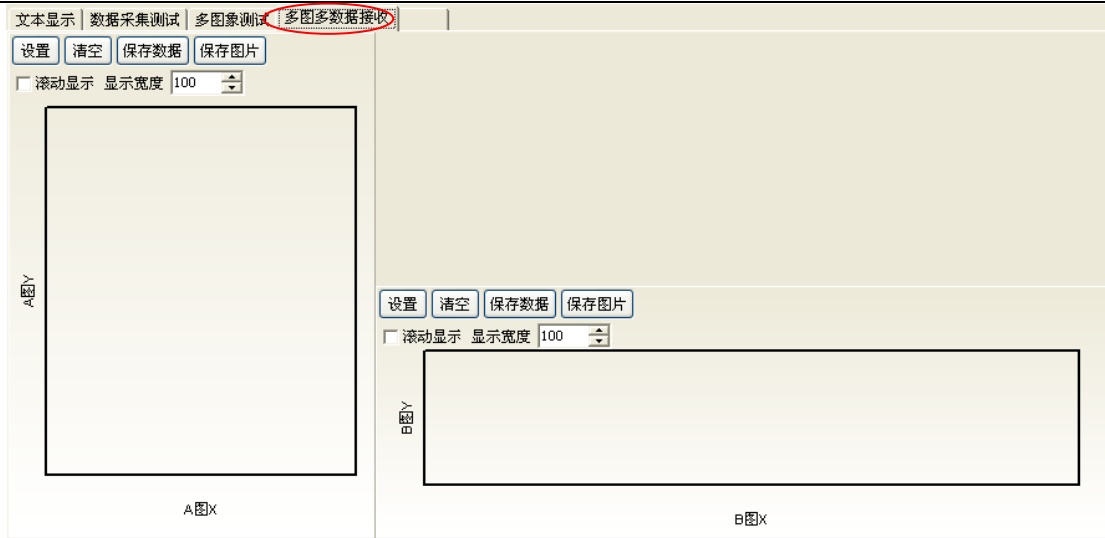 文本显示 数据采集测试 多图象测试 多图多数据接收
设置 清空 保存数据 保存图片
滚动显示 显示宽度 100
A图Y
A图X
设置 清空 保存数据 保存图片
滚动显示 显示宽度 100
B图Y
B图X